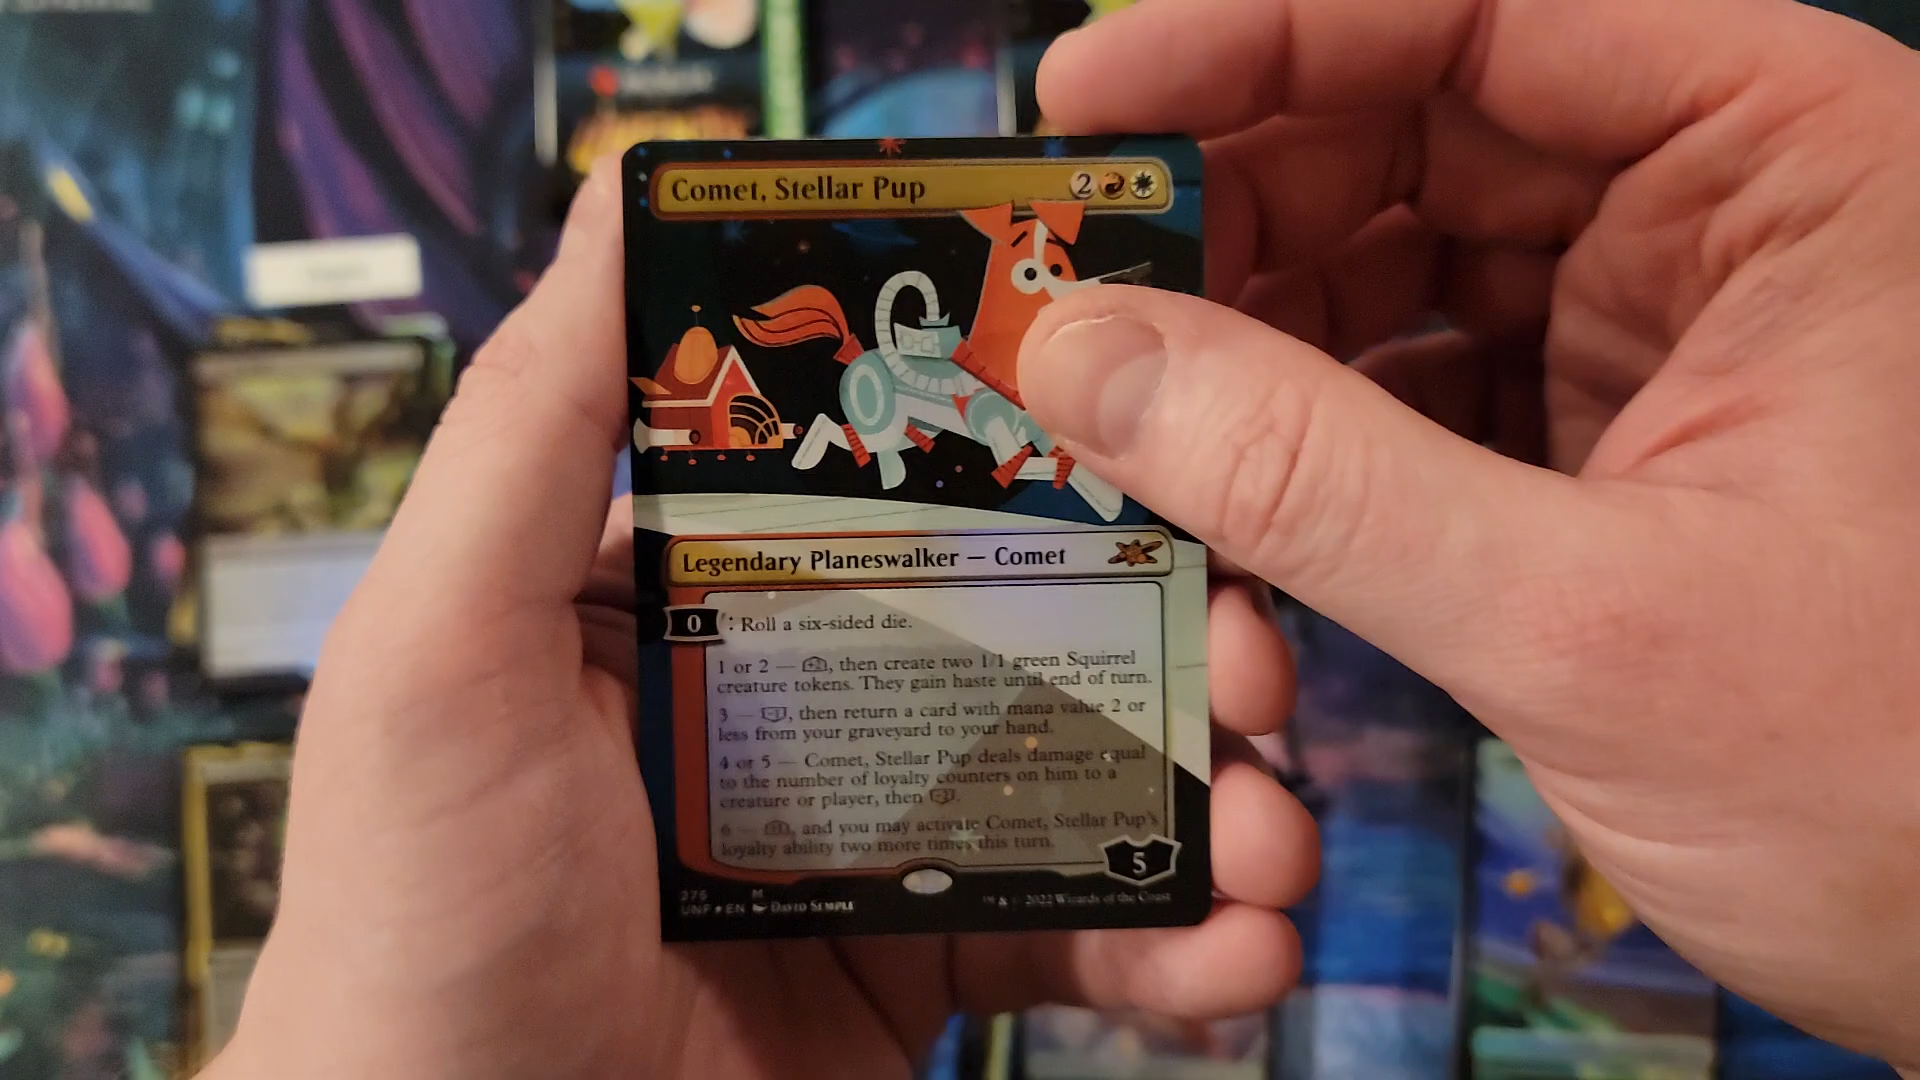 Comet, Stellar Pup 2
Legendary Planeswalker — Comet
0 : Roll a six-sided die.
1 or 2 — +2, then create two 1/1 green Squirrel
creature tokens. They gain haste until end of turn.
3 — -1, then return a card with mana value 2 or
less from your graveyard to your hand.
4 or 5 — Comet, Stellar Pup deals damage equal
to the number of loyalty counters on him to a
creature or player, then -2.
6 — +1, and you may activate Comet, Stellar Pup's
loyalty ability two more times this turn.
5
275 M
UNF ★ EN David Semple
™ & © 2022 Wizards of the Coast